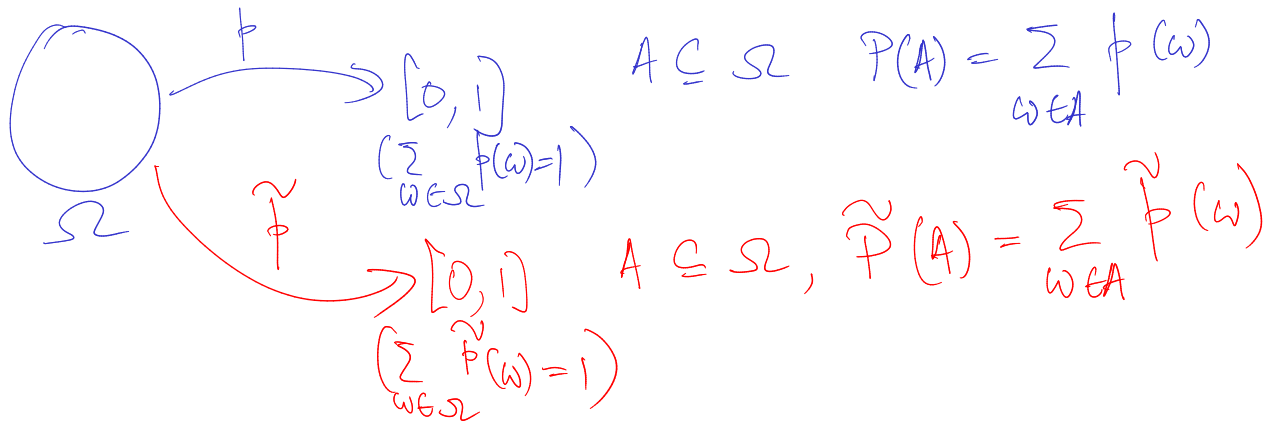 p
[0, 1] A ⊆ Ω P(A) = Σ p(ω)
ω∈A
(Σ p(ω)=1)
ω∈Ω
Ω
p̃
[0, 1] A ⊆ Ω, P̃(A) = Σ p̃(ω)
ω∈A
(Σ p̃(ω) = 1)
ω∈Ω